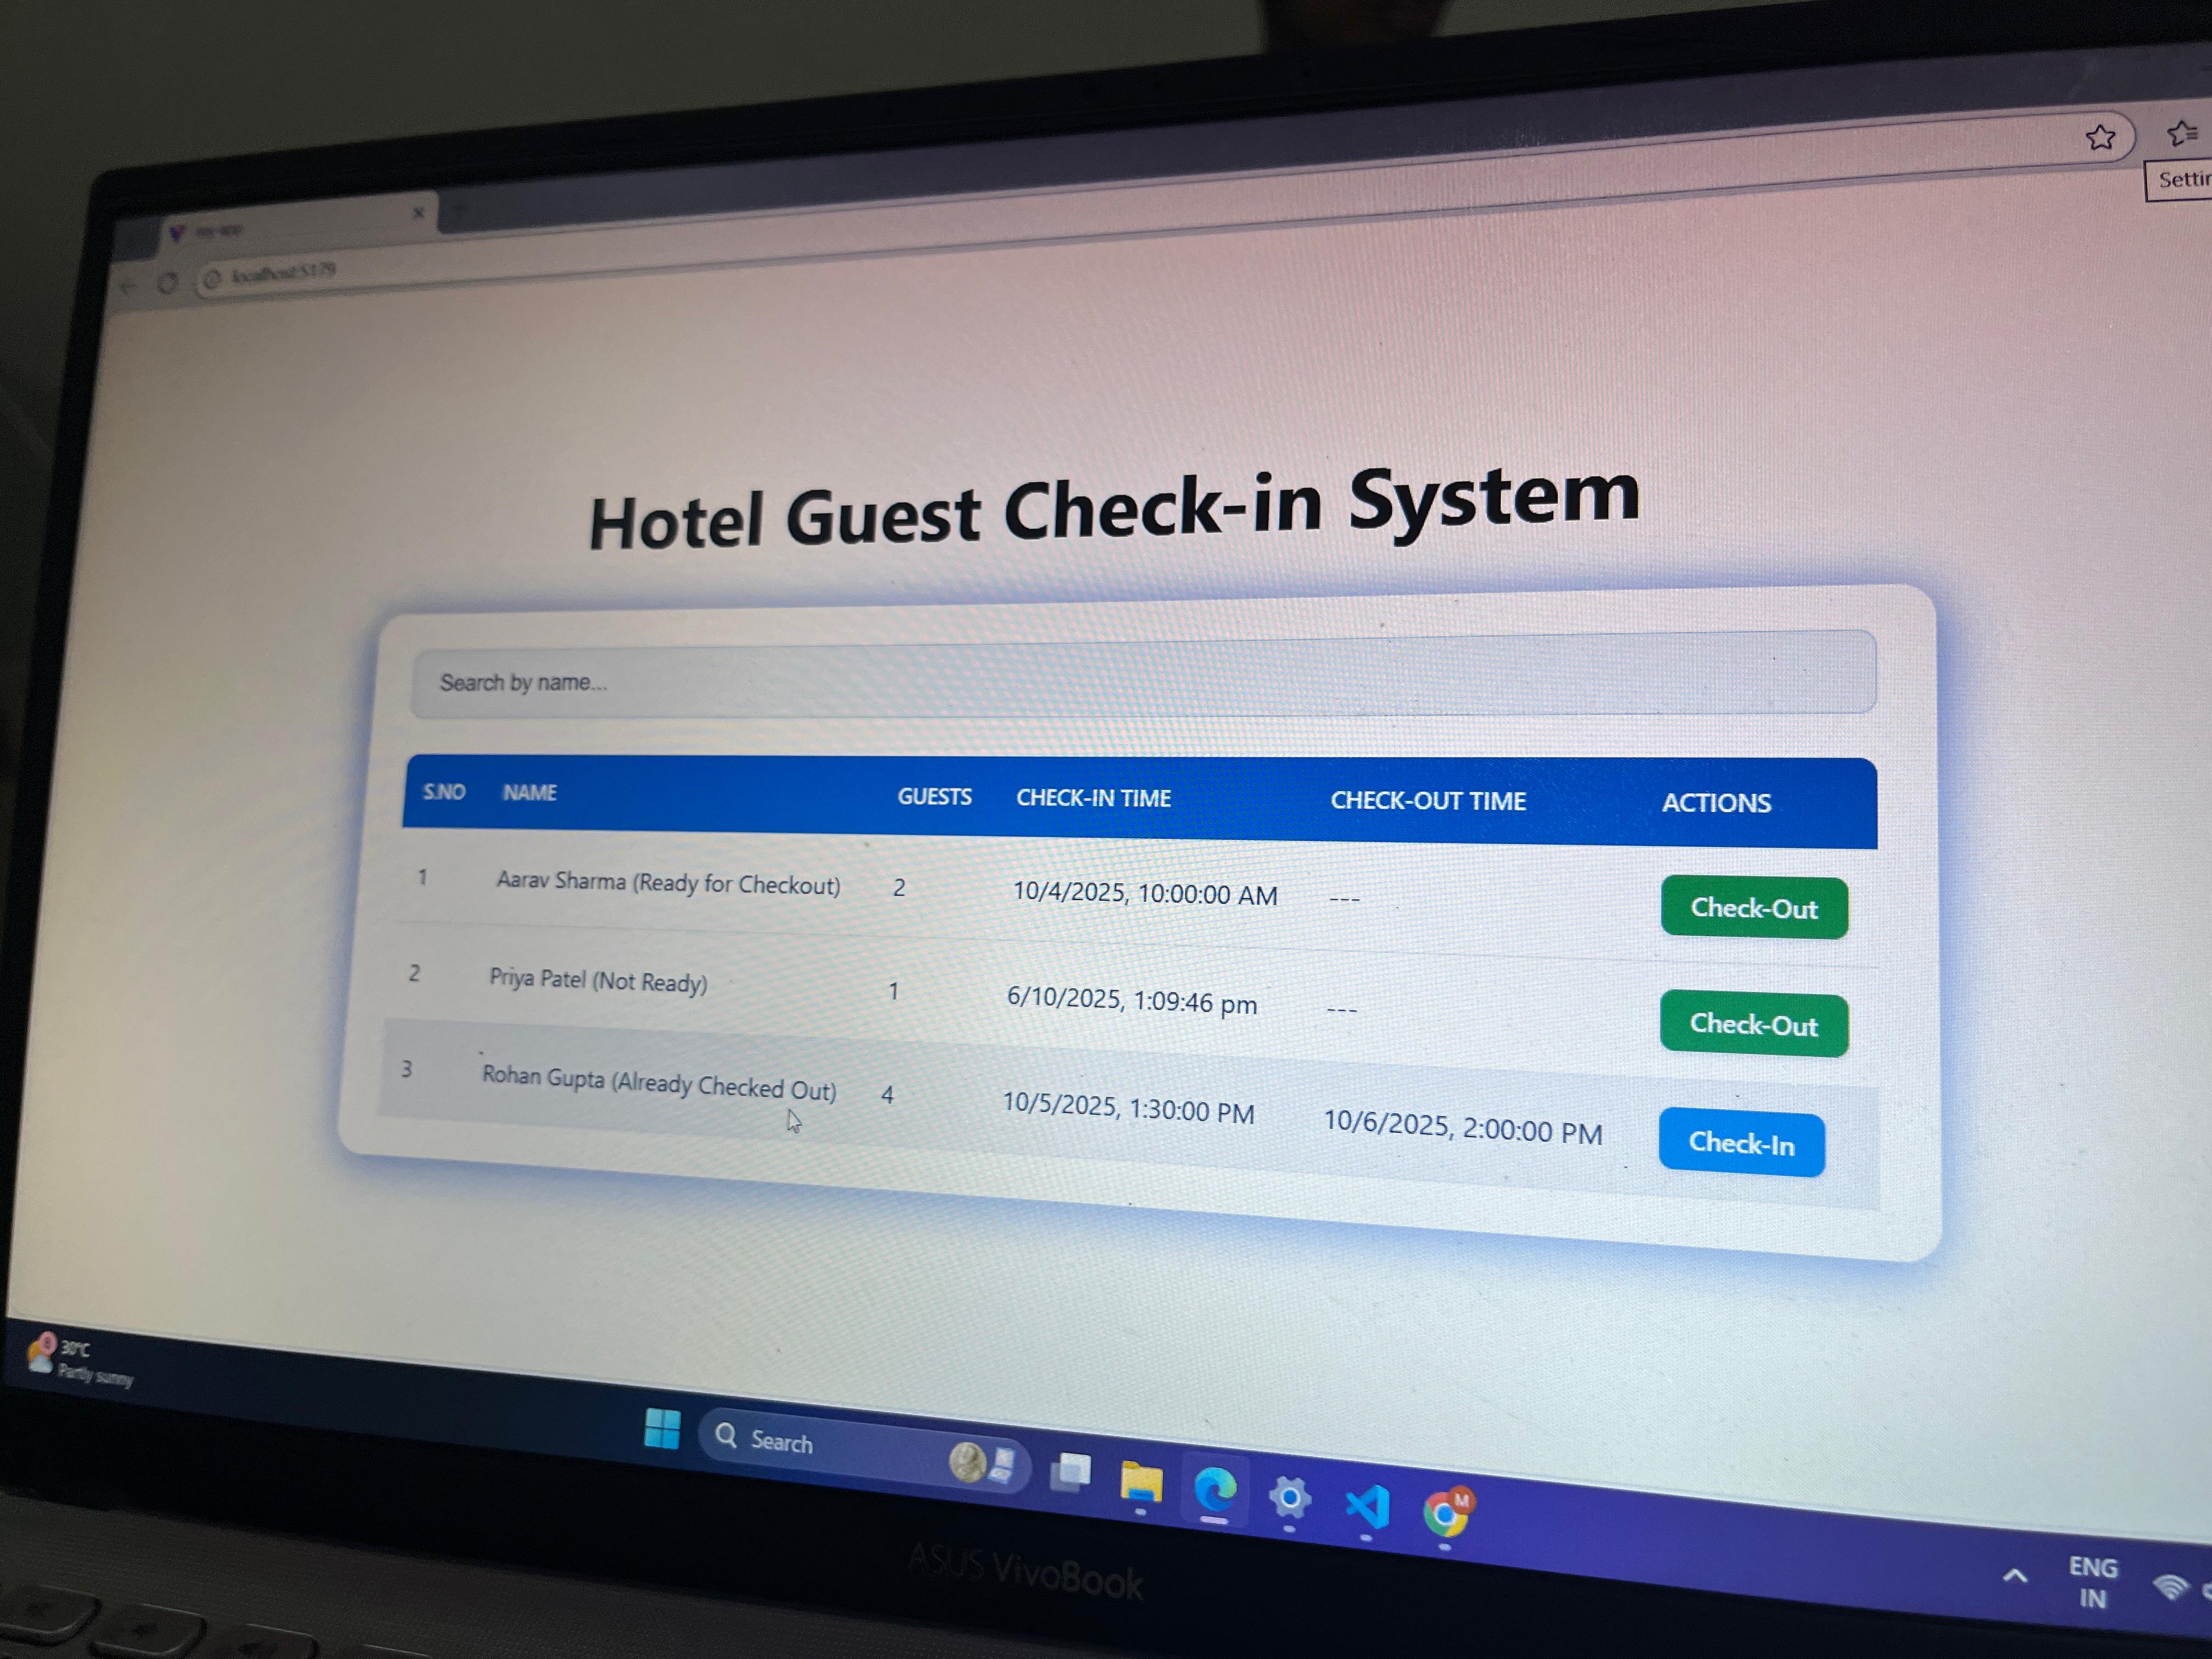 localhost:5179
Settin
Hotel Guest Check-in System
Search by name...
S.NO NAME GUESTS CHECK-IN TIME CHECK-OUT TIME ACTIONS
1 Aarav Sharma (Ready for Checkout) 2 10/4/2025, 10:00:00 AM --- Check-Out
2 Priya Patel (Not Ready) 1 6/10/2025, 1:09:46 pm --- Check-Out
3 Rohan Gupta (Already Checked Out) 4 10/5/2025, 1:30:00 PM 10/6/2025, 2:00:00 PM Check-In
30°C
Partly sunny
Search
M
ENG
IN
ASUS VivoBook